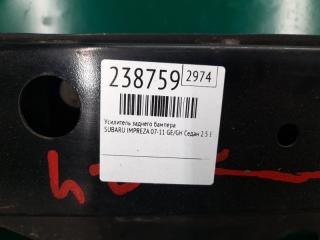 238759 2974
Усилитель заднего бампера
SUBARU IMPREZA 07-11 GE/GH Седан 2.5 i